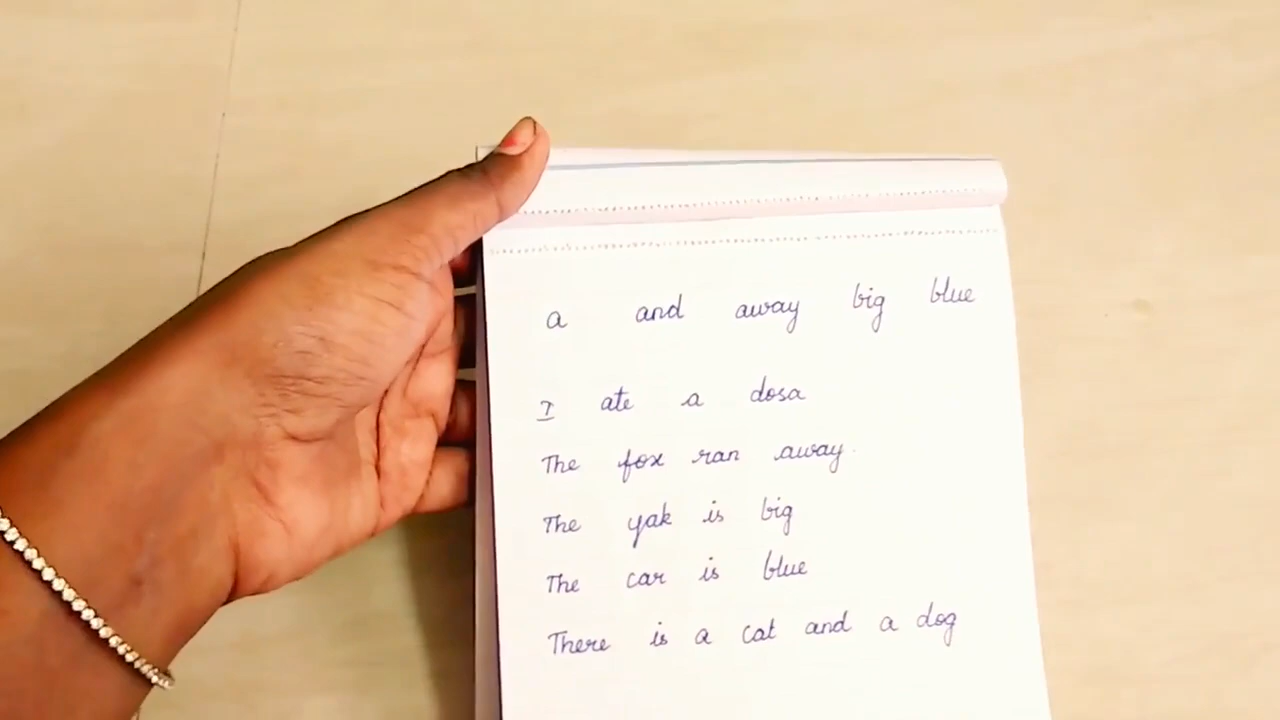 a and away big blue
I ate a dosa
The fox ran away.
The yak is big
The car is blue
There is a cat and a dog